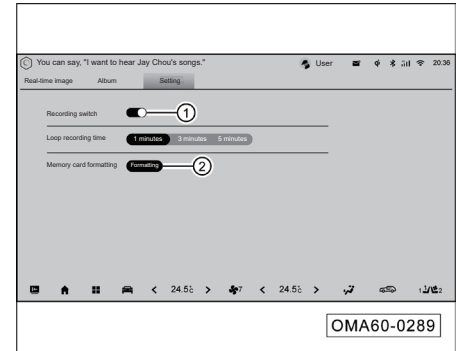 You can say, "I want to hear Jay Chou's songs." User 20:36
Real-time image Album Setting
Recording switch 1
Loop recording time 1 minutes 3 minutes 5 minutes
Memory card formatting Formatting 2
24.5℃ 7 24.5℃ 1 2
OMA60-0289